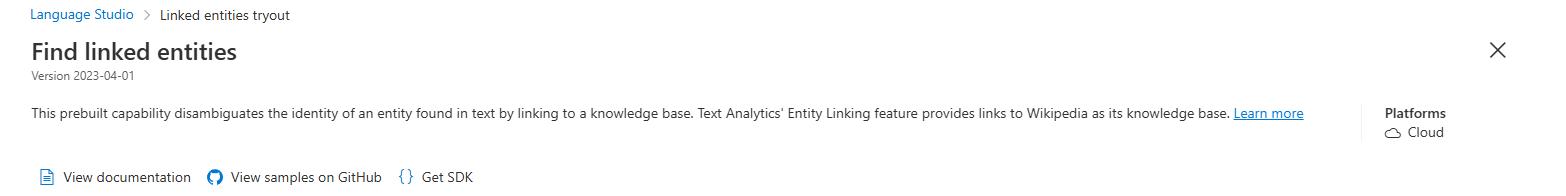 Language Studio > Linked entities tryout
Find linked entities
Version 2023-04-01
This prebuilt capability disambiguates the identity of an entity found in text by linking to a knowledge base. Text Analytics' Entity Linking feature provides links to Wikipedia as its knowledge base. Learn more
Platforms
Cloud
View documentation View samples on GitHub {} Get SDK